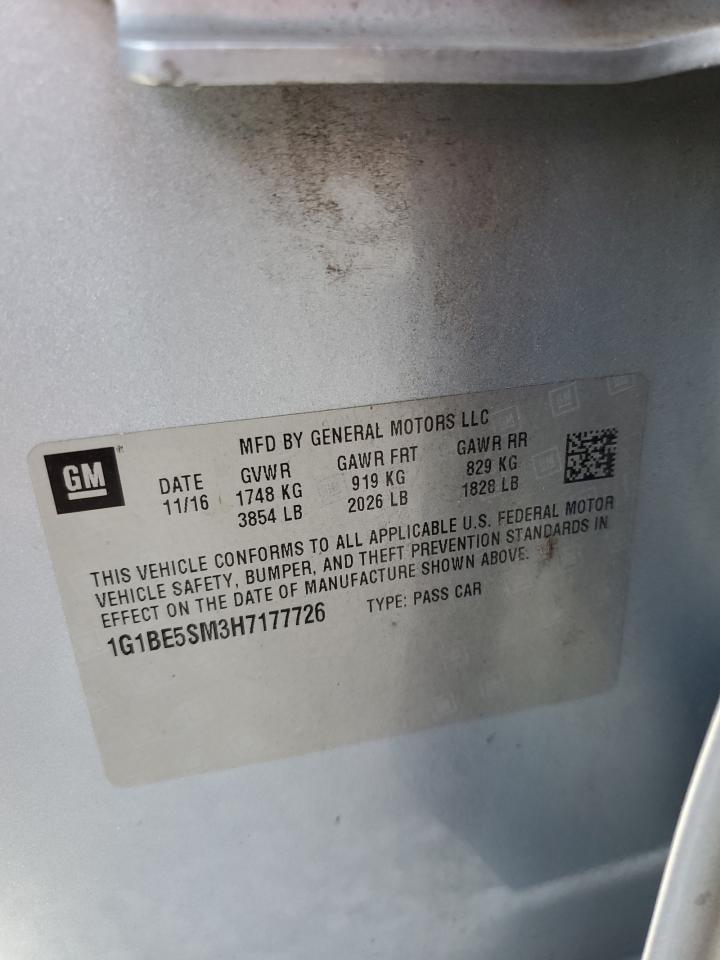 MFD BY GENERAL MOTORS LLC
GM
DATE GVWR GAWR FRT GAWR RR
11/16 1748 KG 919 KG 829 KG
3854 LB 2026 LB 1828 LB
THIS VEHICLE CONFORMS TO ALL APPLICABLE U.S. FEDERAL MOTOR
VEHICLE SAFETY, BUMPER, AND THEFT PREVENTION STANDARDS IN
EFFECT ON THE DATE OF MANUFACTURE SHOWN ABOVE.
1G1BE5SM3H7177726 TYPE: PASS CAR